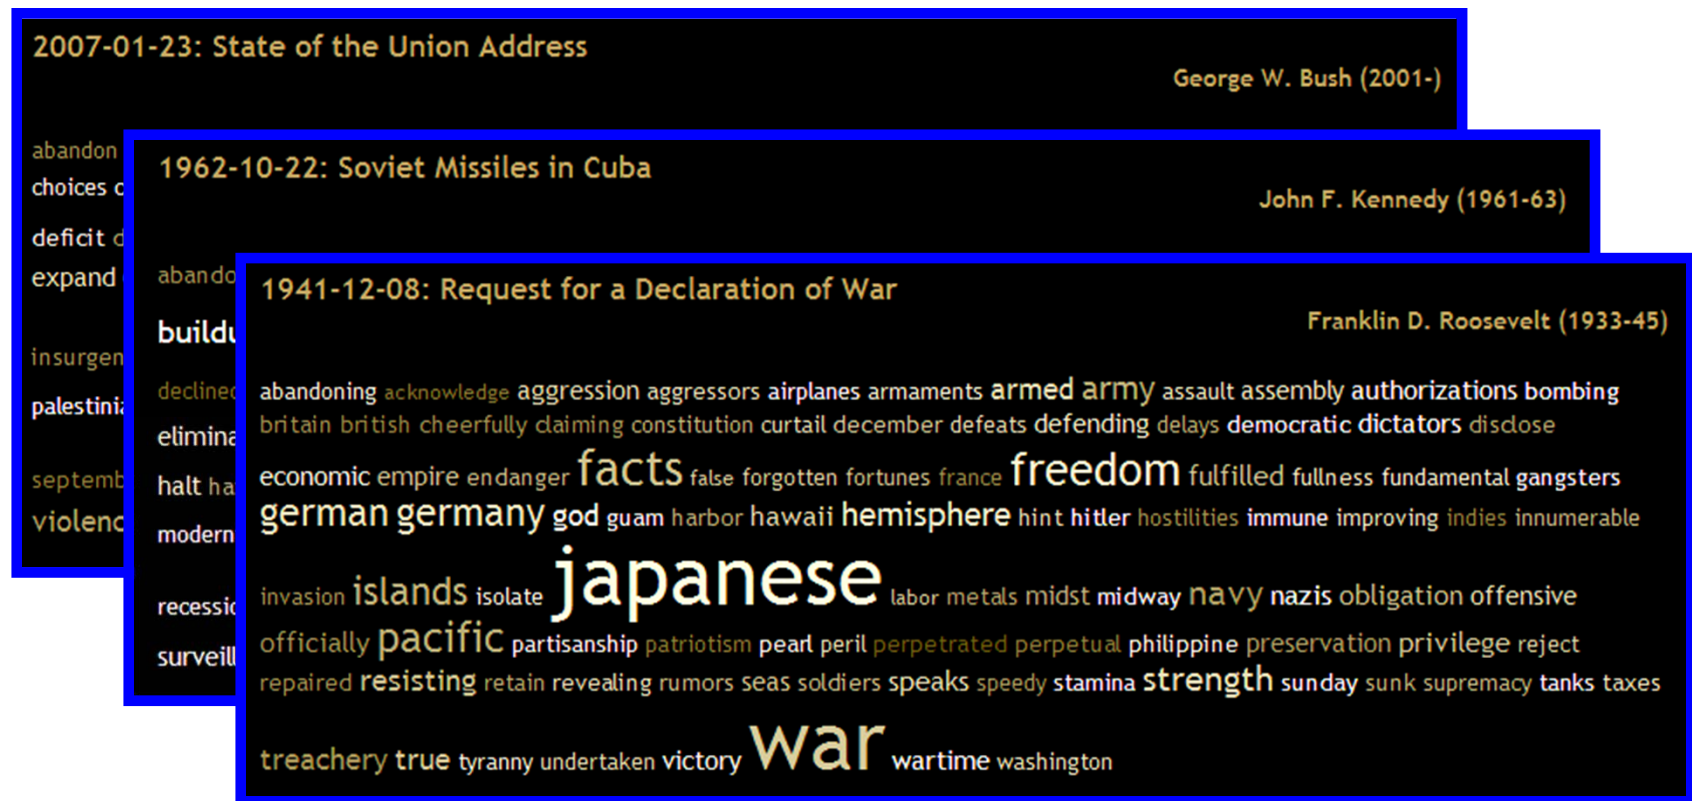 2007-01-23: State of the Union Address
George W. Bush (2001-)
abandon
choices
deficit
expand
palestini
violenc
1962-10-22: Soviet Missiles in Cuba
John F. Kennedy (1961-63)
abando
build
declined
elimina
halt ha
modern
recessio
surveill
1941-12-08: Request for a Declaration of War
Franklin D. Roosevelt (1933-45)
abandoning acknowledge aggression aggressors airplanes armaments armed army assault assembly authorizations bombing
britain british cheerfully claiming constitution curtail december defeats defending delays democratic dictators disclose
economic empire endanger facts false forgotten fortunes france freedom fulfilled fullness fundamental gangsters
german germany god guam harbor hawaii hemisphere hint hitler hostilities immune improving indies innumerable
invasion islands isolate japanese labor metals midst midway navy nazis obligation offensive
officially pacific partisanship patriotism pearl peril perpetrated perpetual philippine preservation privilege reject
repaired resisting retain revealing rumors seas soldiers speaks speedy stamina strength sunday sunk supremacy tanks taxes
treachery true tyranny undertaken victory war wartime washington